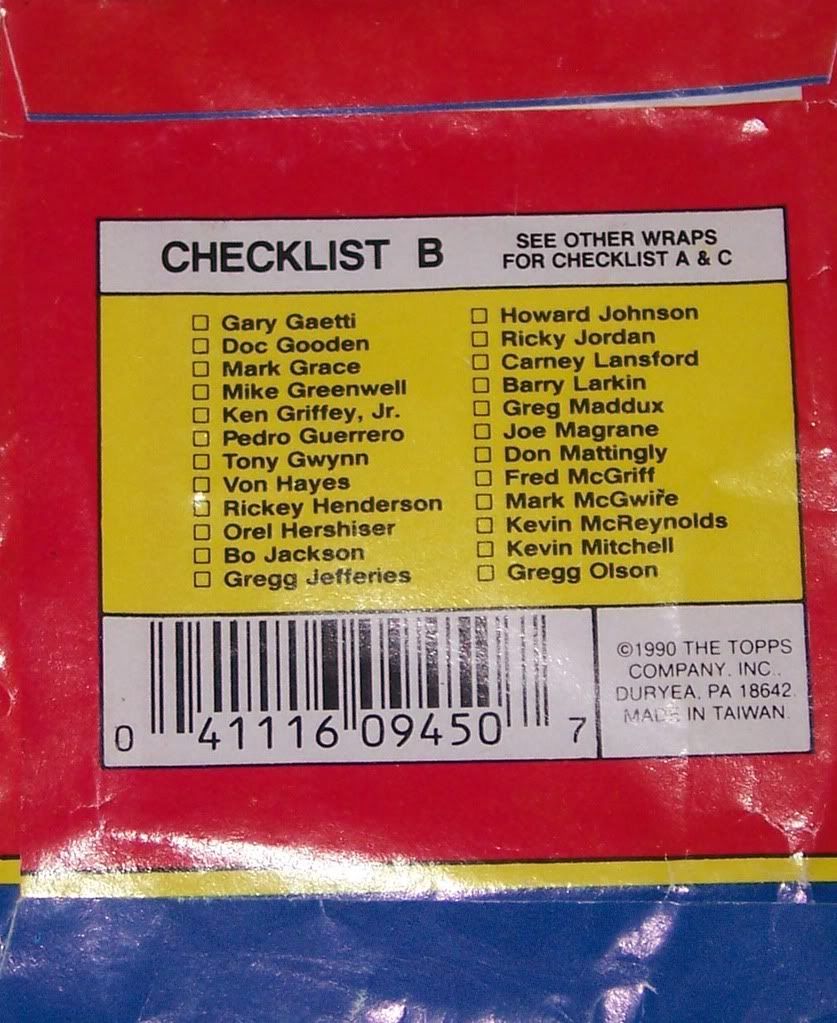 CHECKLIST B
SEE OTHER WRAPS
FOR CHECKLIST A & C
Gary Gaetti
Doc Gooden
Mark Grace
Mike Greenwell
Ken Griffey, Jr.
Pedro Guerrero
Tony Gwynn
Von Hayes
Rickey Henderson
Orel Hershiser
Bo Jackson
Gregg Jefferies
Howard Johnson
Ricky Jordan
Carney Lansford
Barry Larkin
Greg Maddux
Joe Magrane
Don Mattingly
Fred McGriff
Mark McGwire
Kevin McReynolds
Kevin Mitchell
Gregg Olson
0 41116 09450 7
©1990 THE TOPPS
COMPANY, INC.,
DURYEA, PA 18642.
MADE IN TAIWAN.